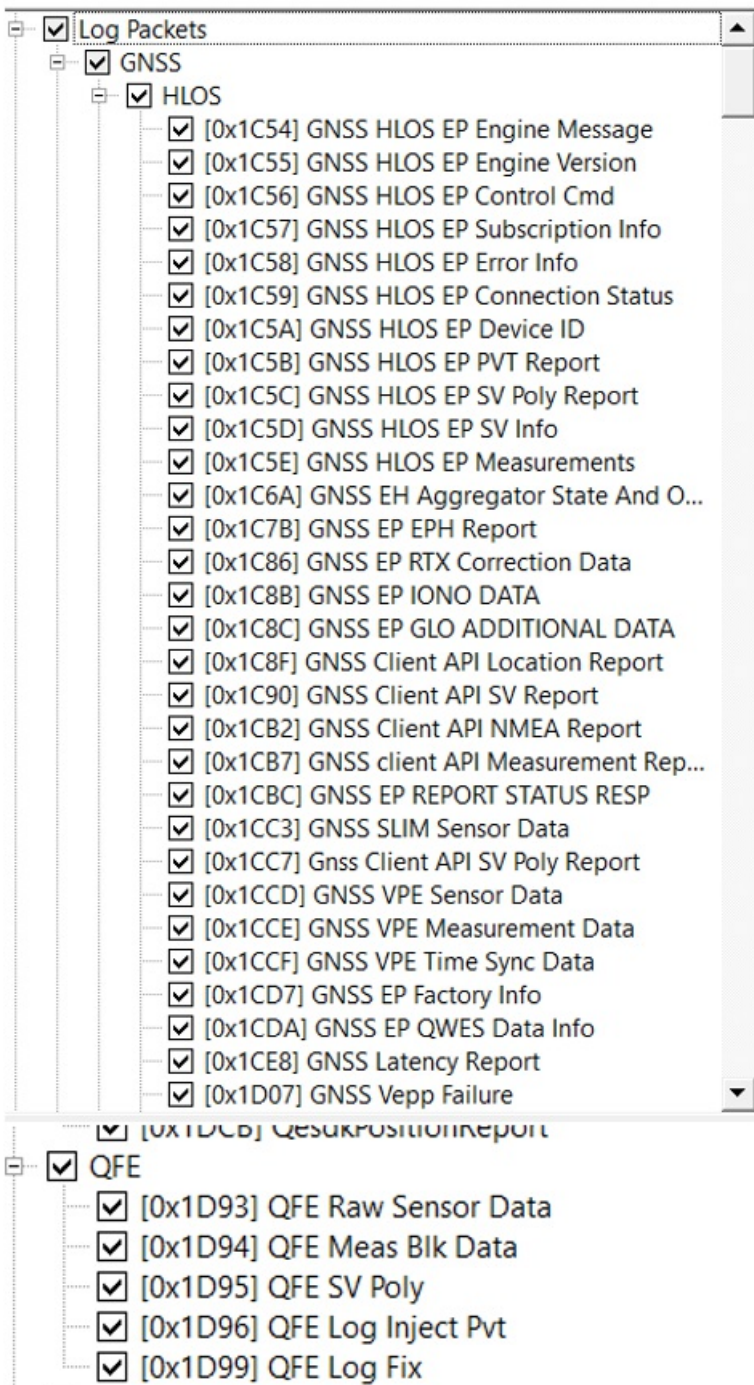 Log Packets
GNSS
HLOS
[0x1C54] GNSS HLOS EP Engine Message
[0x1C55] GNSS HLOS EP Engine Version
[0x1C56] GNSS HLOS EP Control Cmd
[0x1C57] GNSS HLOS EP Subscription Info
[0x1C58] GNSS HLOS EP Error Info
[0x1C59] GNSS HLOS EP Connection Status
[0x1C5A] GNSS HLOS EP Device ID
[0x1C5B] GNSS HLOS EP PVT Report
[0x1C5C] GNSS HLOS EP SV Poly Report
[0x1C5D] GNSS HLOS EP SV Info
[0x1C5E] GNSS HLOS EP Measurements
[0x1C6A] GNSS EH Aggregator State And O...
[0x1C7B] GNSS EP EPH Report
[0x1C86] GNSS EP RTX Correction Data
[0x1C8B] GNSS EP IONO DATA
[0x1C8C] GNSS EP GLO ADDITIONAL DATA
[0x1C8F] GNSS Client API Location Report
[0x1C90] GNSS Client API SV Report
[0x1CB2] GNSS Client API NMEA Report
[0x1CB7] GNSS client API Measurement Rep...
[0x1CBC] GNSS EP REPORT STATUS RESP
[0x1CC3] GNSS SLIM Sensor Data
[0x1CC7] Gnss Client API SV Poly Report
[0x1CCD] GNSS VPE Sensor Data
[0x1CCE] GNSS VPE Measurement Data
[0x1CCF] GNSS VPE Time Sync Data
[0x1CD7] GNSS EP Factory Info
[0x1CDA] GNSS EP QWES Data Info
[0x1CE8] GNSS Latency Report
[0x1D07] GNSS Vepp Failure
[0x1DCB] QesdkPositionReport
QFE
[0x1D93] QFE Raw Sensor Data
[0x1D94] QFE Meas Blk Data
[0x1D95] QFE SV Poly
[0x1D96] QFE Log Inject Pvt
[0x1D99] QFE Log Fix